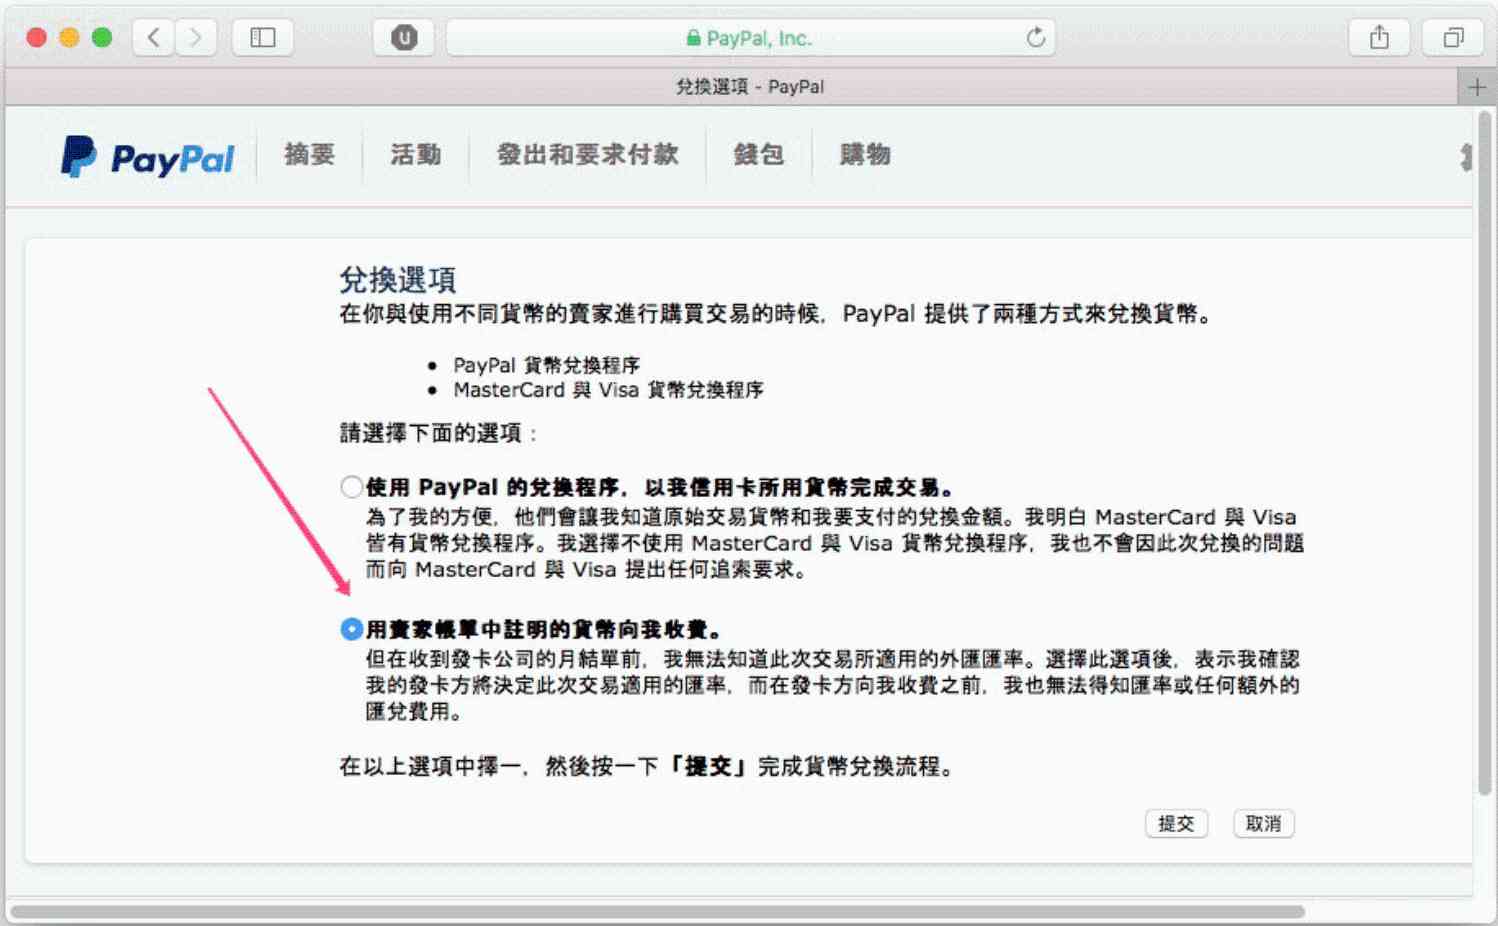 PayPal, Inc.
兌換選項 - PayPal
PayPal
摘要
活動
發出和要求付款
錢包
購物
兌換選項
在你與使用不同貨幣的賣家進行購買交易的時候，PayPal 提供了兩種方式來兌換貨幣。
• PayPal 貨幣兌換程序
• MasterCard 與 Visa 貨幣兌換程序
請選擇下面的選項：
使用 PayPal 的兌換程序，以我信用卡所用貨幣完成交易。
為了我的方便，他們會讓我知道原始交易貨幣和我要支付的兌換金額。我明白 MasterCard 與 Visa
皆有貨幣兌換程序。我選擇不使用 MasterCard 與 Visa 貨幣兌換程序，我也不會因此次兌換的問題
而向 MasterCard 與 Visa 提出任何追索要求。
用賣家帳單中註明的貨幣向我收費。
但在收到發卡公司的月結單前，我無法知道此次交易所適用的外匯匯率。選擇此選項後，表示我確認
我的發卡方將決定此次交易適用的匯率，而在發卡方向我收費之前，我也無法得知匯率或任何額外的
匯兌費用。
在以上選項中擇一，然後按一下「提交」完成貨幣兌換流程。
提交
取消